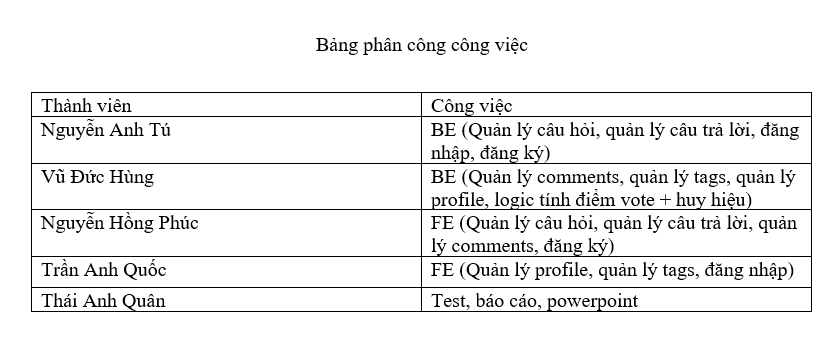 Bảng phân công công việc
Thành viên
Công việc
Nguyễn Anh Tú
BE (Quản lý câu hỏi, quản lý câu trả lời, đăng
nhập, đăng ký)
Vũ Đức Hùng
BE (Quản lý comments, quản lý tags, quản lý
profile, logic tính điểm vote + huy hiệu)
Nguyễn Hồng Phúc
FE (Quản lý câu hỏi, quản lý câu trả lời, quản
lý comments, đăng ký)
Trần Anh Quốc
FE (Quản lý profile, quản lý tags, đăng nhập)
Thái Anh Quân
Test, báo cáo, powerpoint